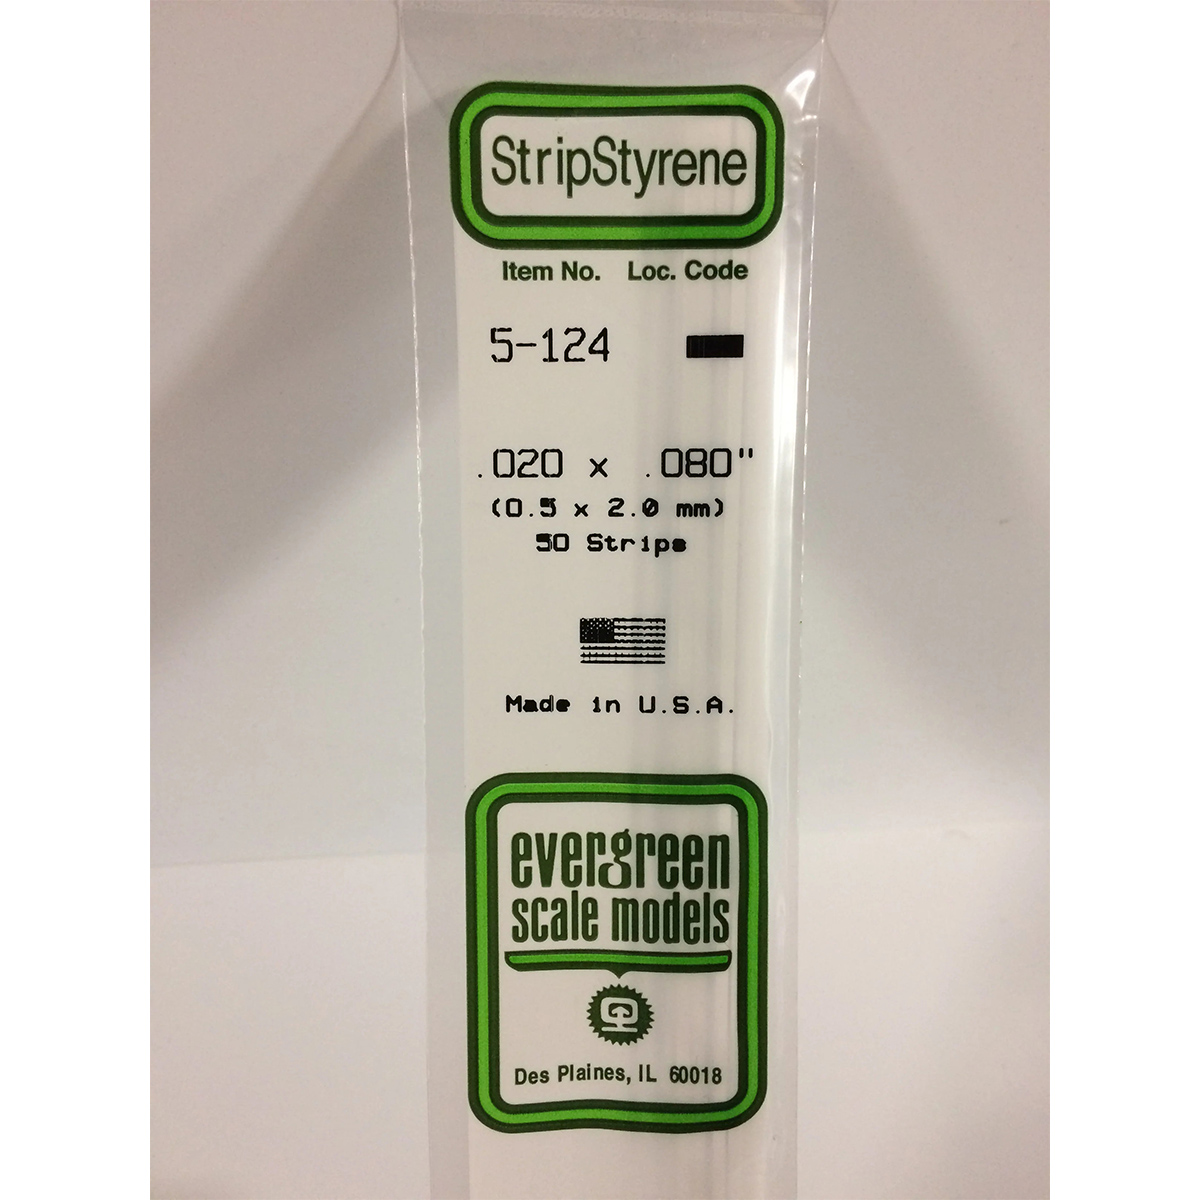 StripStyrene
Item No. Loc. Code
5-124
.020 x .080"
(0.5 x 2.0 mm)
50 Strips
Made in U.S.A.
evergreen
scale models
Des Plaines, IL 60018